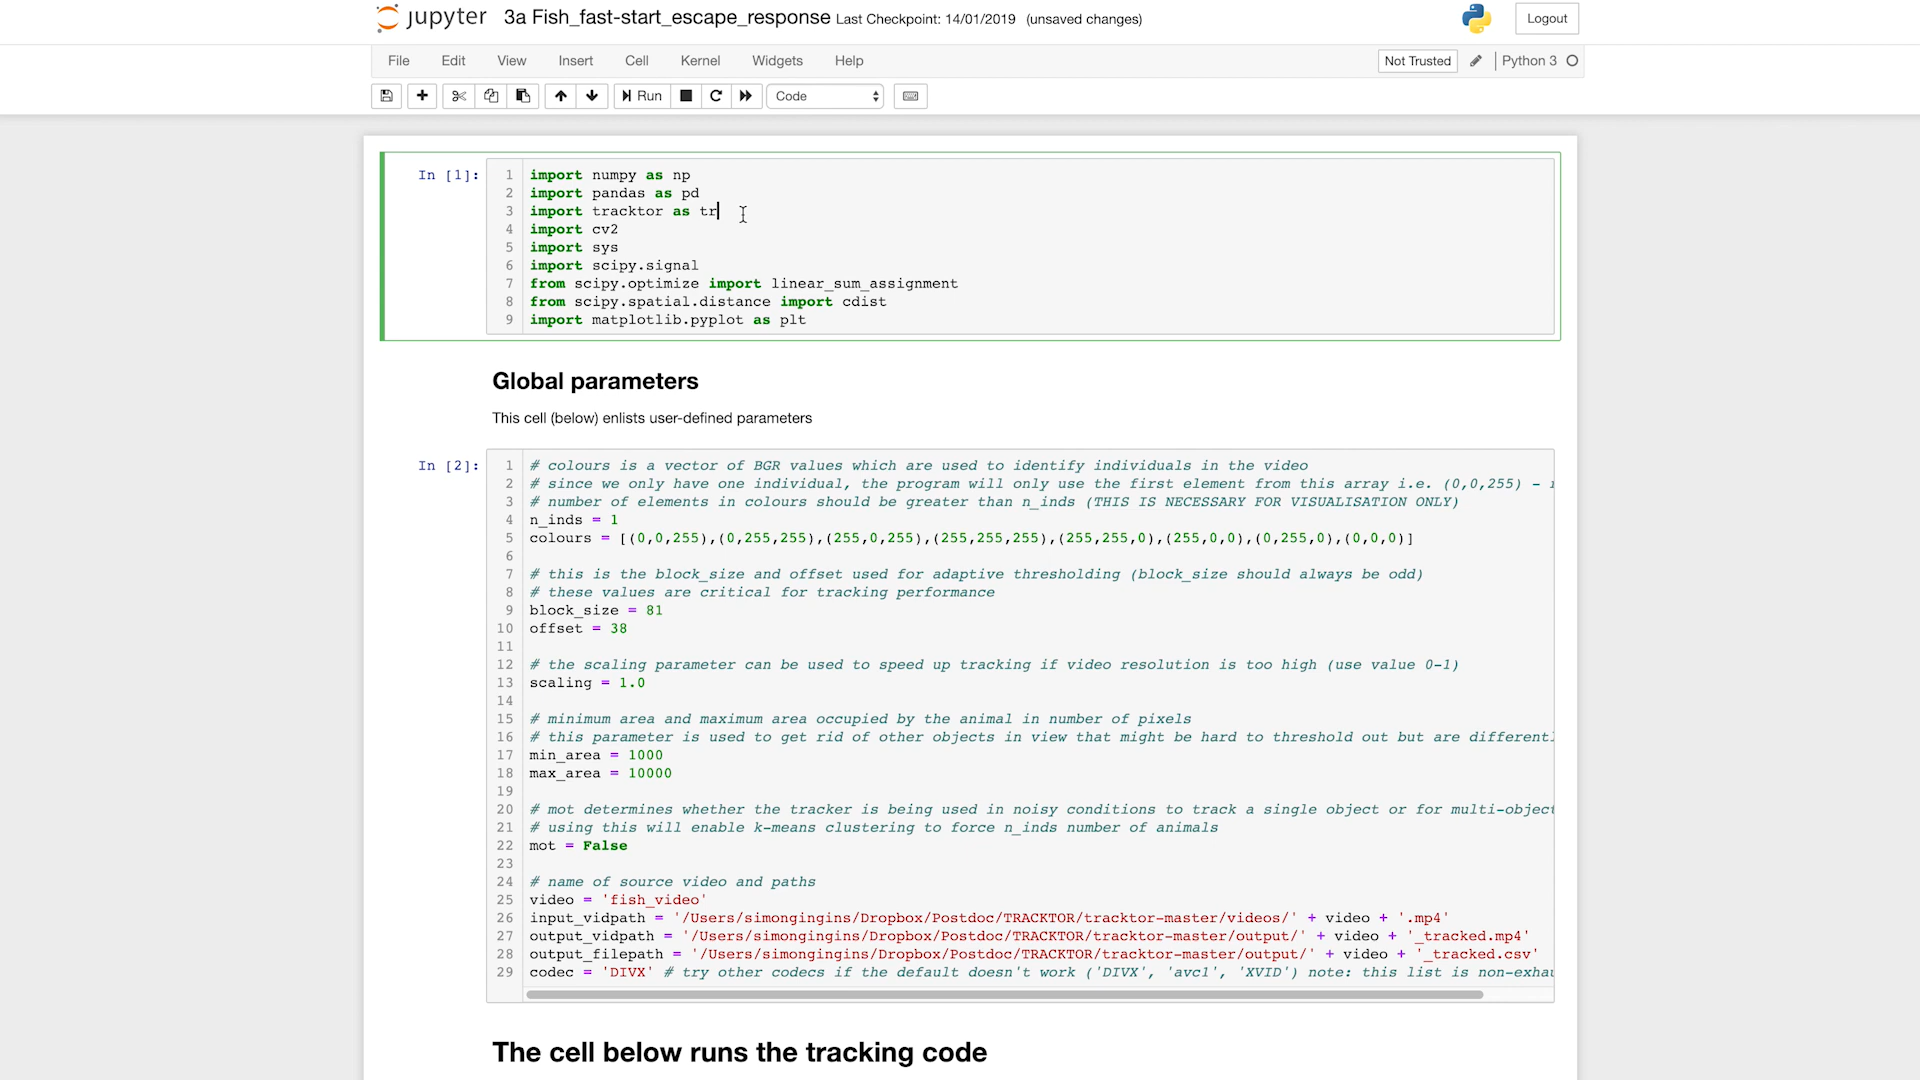 jupyter 3a Fish_fast-start_escape_response Last Checkpoint: 14/01/2019 (unsaved changes) Logout
File Edit View Insert Cell Kernel Widgets Help Not Trusted Python 3
Run Code
In [1]:
1 import numpy as np
2 import pandas as pd
3 import tracktor as tr
4 import cv2
5 import sys
6 import scipy.signal
7 from scipy.optimize import linear_sum_assignment
8 from scipy.spatial.distance import cdist
9 import matplotlib.pyplot as plt
Global parameters
This cell (below) enlists user-defined parameters
In [2]:
1 # colours is a vector of BGR values which are used to identify individuals in the video
2 # since we only have one individual, the program will only use the first element from this array i.e. (0,0,255) -
3 # number of elements in colours should be greater than n_inds (THIS IS NECESSARY FOR VISUALISATION ONLY)
4 n_inds = 1
5 colours = [(0,0,255),(0,255,255),(255,0,255),(255,255,255),(255,255,0),(255,0,0),(0,255,0),(0,0,0)]
6
7 # this is the block_size and offset used for adaptive thresholding (block_size should always be odd)
8 # these values are critical for tracking performance
9 block_size = 81
10 offset = 38
11
12 # the scaling parameter can be used to speed up tracking if video resolution is too high (use value 0-1)
13 scaling = 1.0
14
15 # minimum area and maximum area occupied by the animal in number of pixels
16 # this parameter is used to get rid of other objects in view that might be hard to threshold out but are differentl
17 min_area = 1000
18 max_area = 10000
19
20 # mot determines whether the tracker is being used in noisy conditions to track a single object or for multi-object
21 # using this will enable k-means clustering to force n_inds number of animals
22 mot = False
23
24 # name of source video and paths
25 video = 'fish_video'
26 input_vidpath = '/Users/simongingins/Dropbox/Postdoc/TRACKTOR/tracktor-master/videos/' + video + '.mp4'
27 output_vidpath = '/Users/simongingins/Dropbox/Postdoc/TRACKTOR/tracktor-master/output/' + video + '_tracked.mp4'
28 output_filepath = '/Users/simongingins/Dropbox/Postdoc/TRACKTOR/tracktor-master/output/' + video + '_tracked.csv'
29 codec = 'DIVX' # try other codecs if the default doesn't work ('DIVX', 'avc1', 'XVID') note: this list is non-exhau
The cell below runs the tracking code